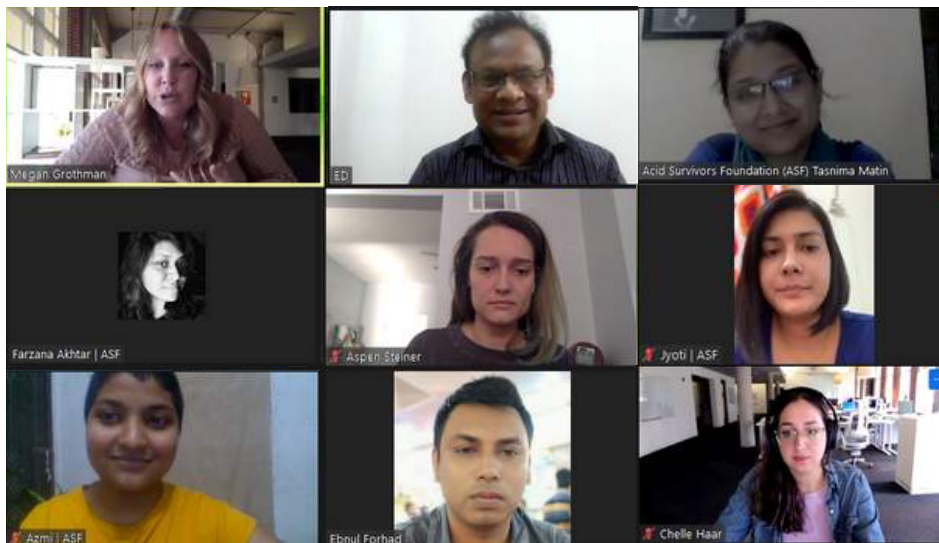 Megan Grothman
ED
Acid Survivors Foundation (ASF) Tasnima Matin
Farzana Akhtar | ASF
Aspen Steiner
Jyoti | ASF
Azmi | ASF
Ebnul Forhad
Chelle Haar